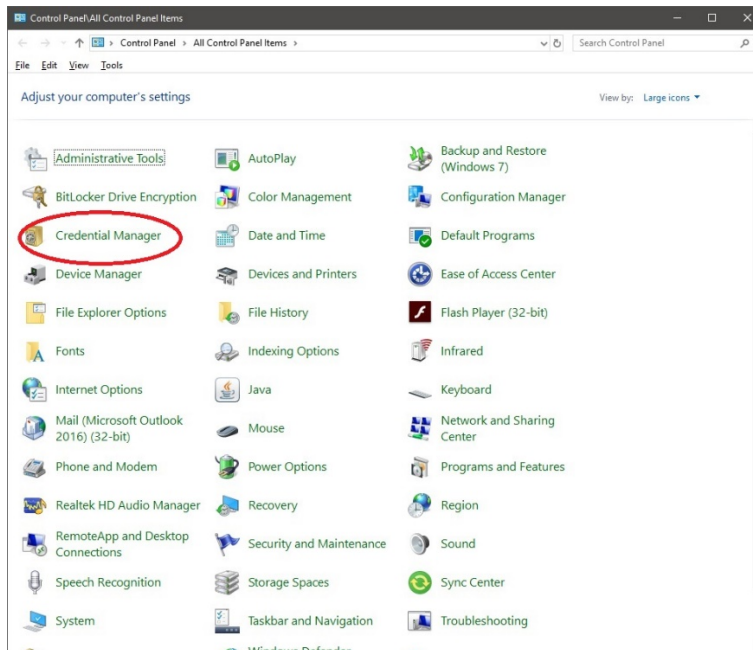 Control Panel\All Control Panel Items
Control Panel > All Control Panel Items >
Search Control Panel
File Edit View Tools
Adjust your computer's settings
View by: Large icons
Administrative Tools
AutoPlay
Backup and Restore
(Windows 7)
BitLocker Drive Encryption
Color Management
Configuration Manager
Credential Manager
Date and Time
Default Programs
Device Manager
Devices and Printers
Ease of Access Center
File Explorer Options
File History
Flash Player (32-bit)
Fonts
Indexing Options
Infrared
Internet Options
Java
Keyboard
Mail (Microsoft Outlook
2016) (32-bit)
Mouse
Network and Sharing
Center
Phone and Modem
Power Options
Programs and Features
Realtek HD Audio Manager
Recovery
Region
RemoteApp and Desktop
Connections
Security and Maintenance
Sound
Speech Recognition
Storage Spaces
Sync Center
System
Taskbar and Navigation
Troubleshooting
Windows Defender